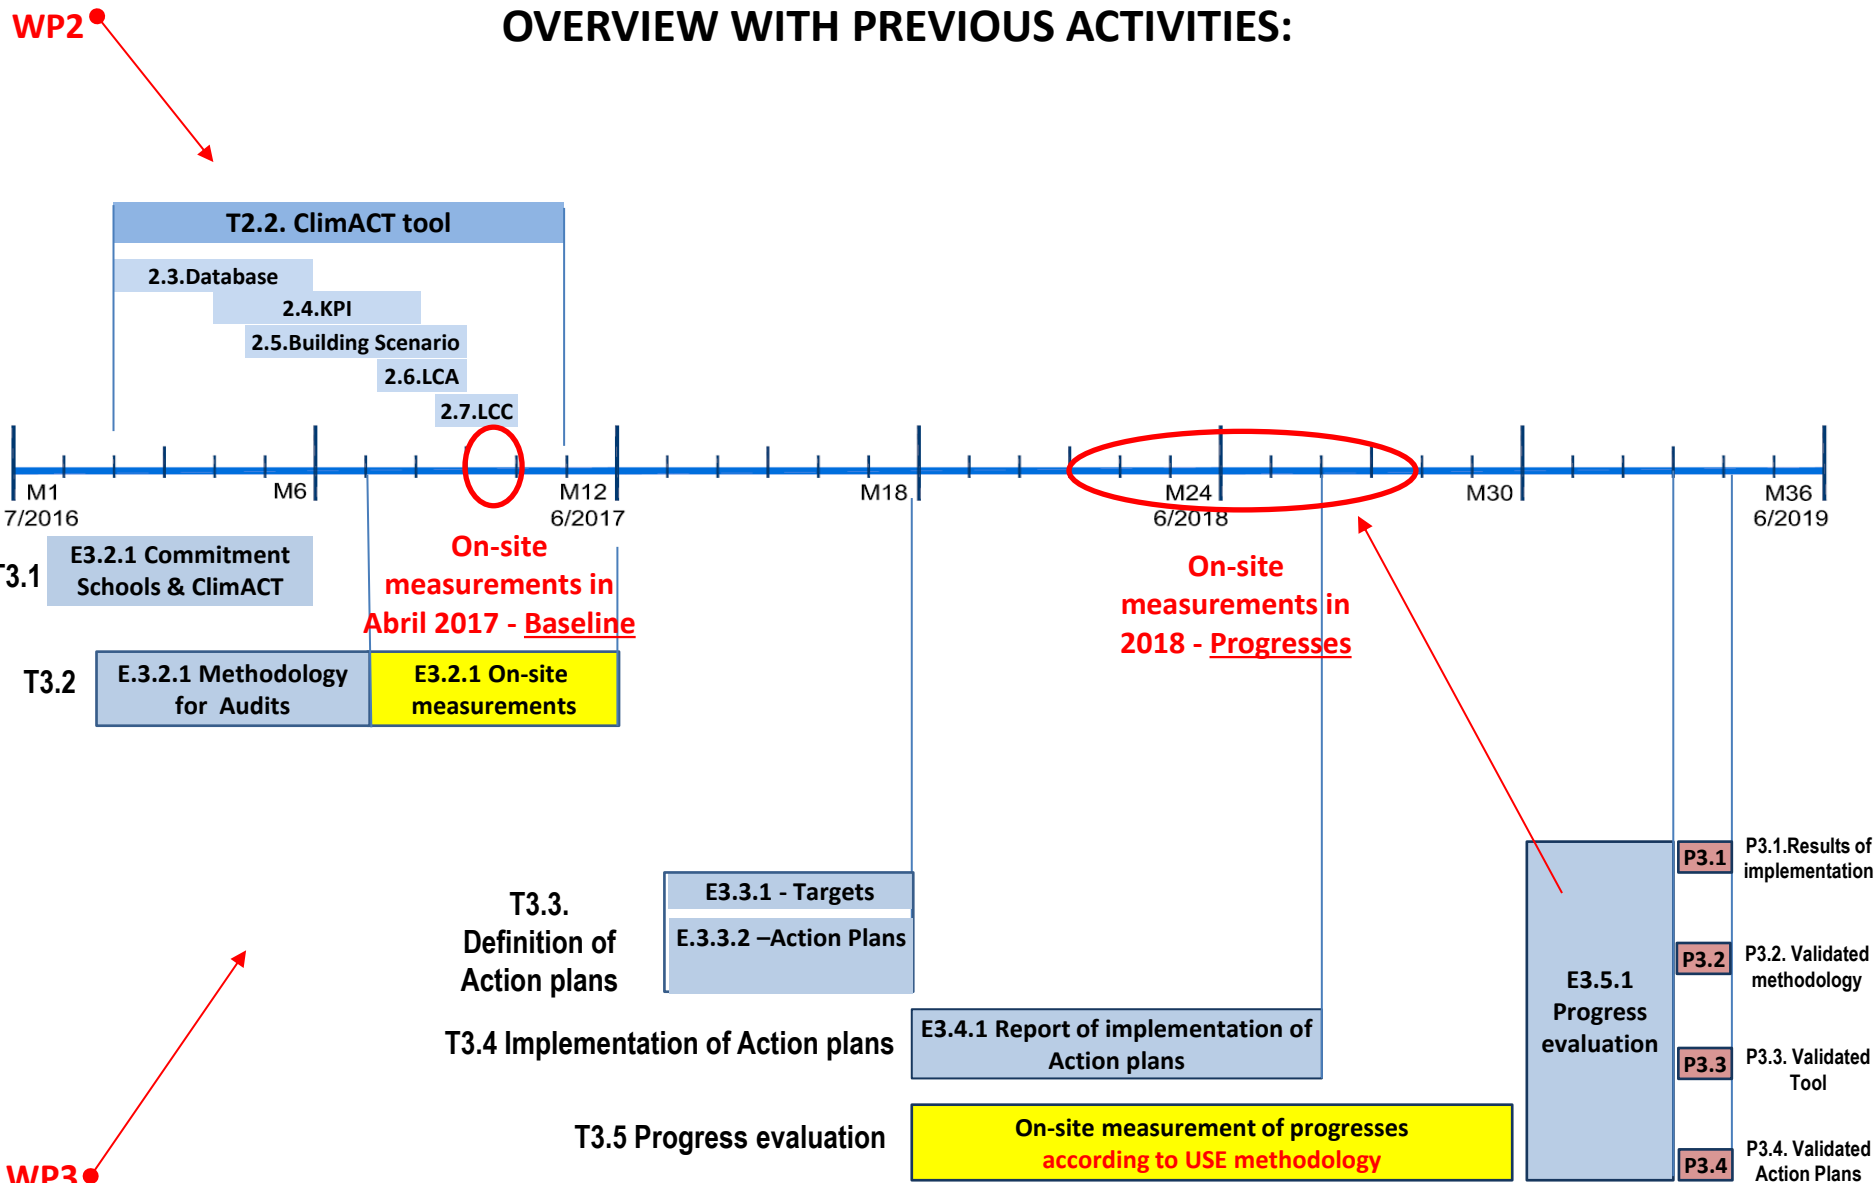 OVERVIEW WITH PREVIOUS ACTIVITIES:
WP2
T2.2. ClimACT tool
2.3.Database
2.4.KPI
2.5.Building Scenario
2.6.LCA
2.7.LCC
M1
7/2016
M6
M12
6/2017
M18
M24
6/2018
M30
M36
6/2019
T3.1
E3.2.1 Commitment
Schools & ClimACT
On-site
measurements in
Abril 2017 - Baseline
On-site
measurements in
2018 - Progresses
T3.2
E.3.2.1 Methodology
for Audits
E3.2.1 On-site
measurements
T3.3.
Definition of
Action plans
E3.3.1 - Targets
E.3.3.2 –Action Plans
T3.4 Implementation of Action plans
E3.4.1 Report of implementation of
Action plans
T3.5 Progress evaluation
On-site measurement of progresses
according to USE methodology
E3.5.1
Progress
evaluation
P3.1
P3.1.Results of
implementation
P3.2
P3.2. Validated
methodology
P3.3
P3.3. Validated
Tool
P3.4
P3.4. Validated
Action Plans
WP3